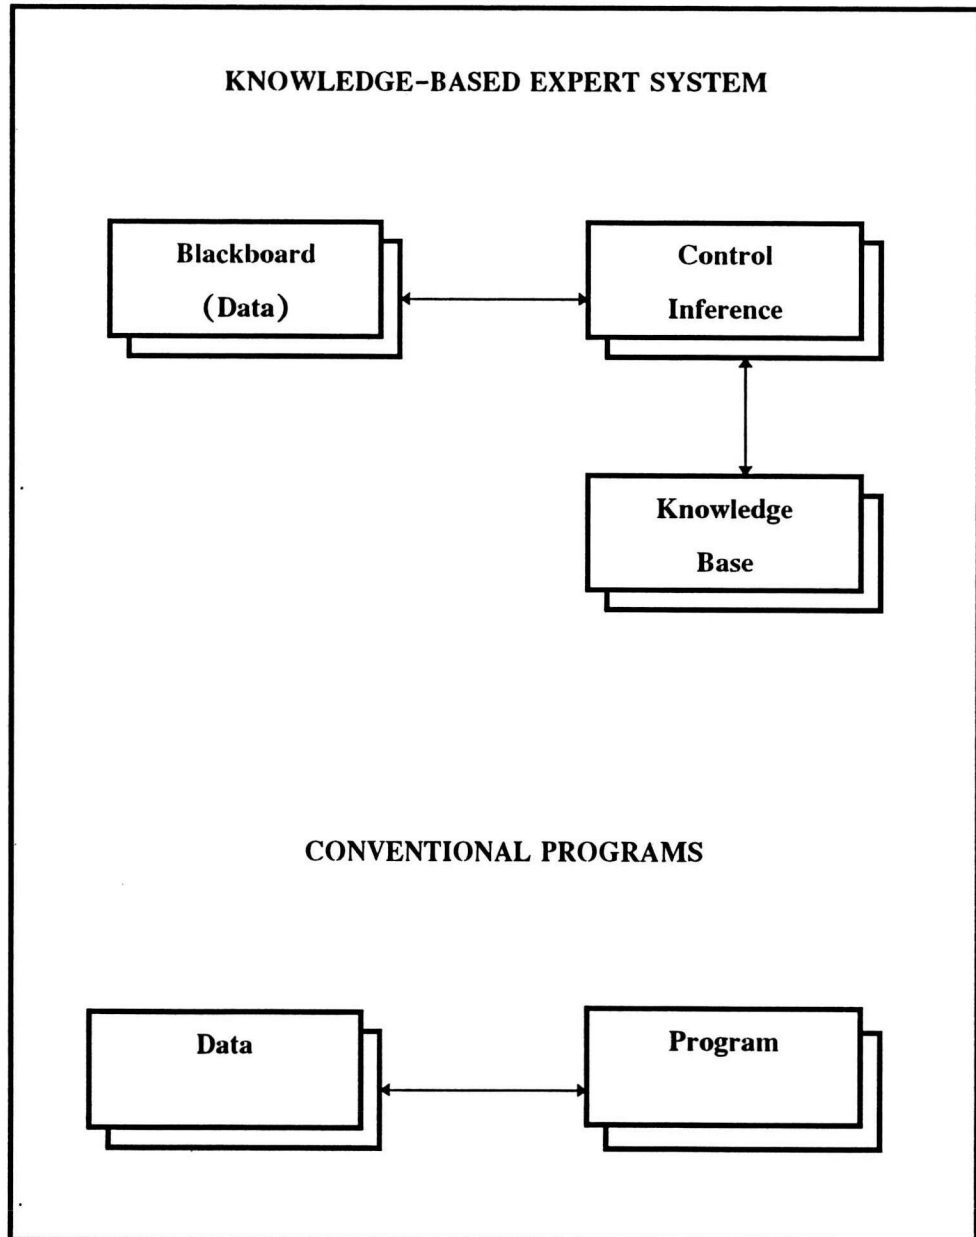 KNOWLEDGE-BASED EXPERT SYSTEM
Blackboard
(Data)
Control
Inference
Knowledge
Base
CONVENTIONAL PROGRAMS
Data
Program